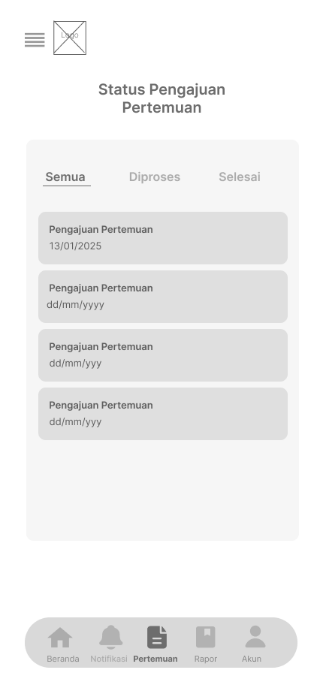 Logo
Status Pengajuan
Pertemuan
Semua Diproses Selesai
Pengajuan Pertemuan
13/01/2025
Pengajuan Pertemuan
dd/mm/yyyy
Pengajuan Pertemuan
dd/mm/yyy
Pengajuan Pertemuan
dd/mm/yyy
Beranda Notifikasi Pertemuan Rapor Akun